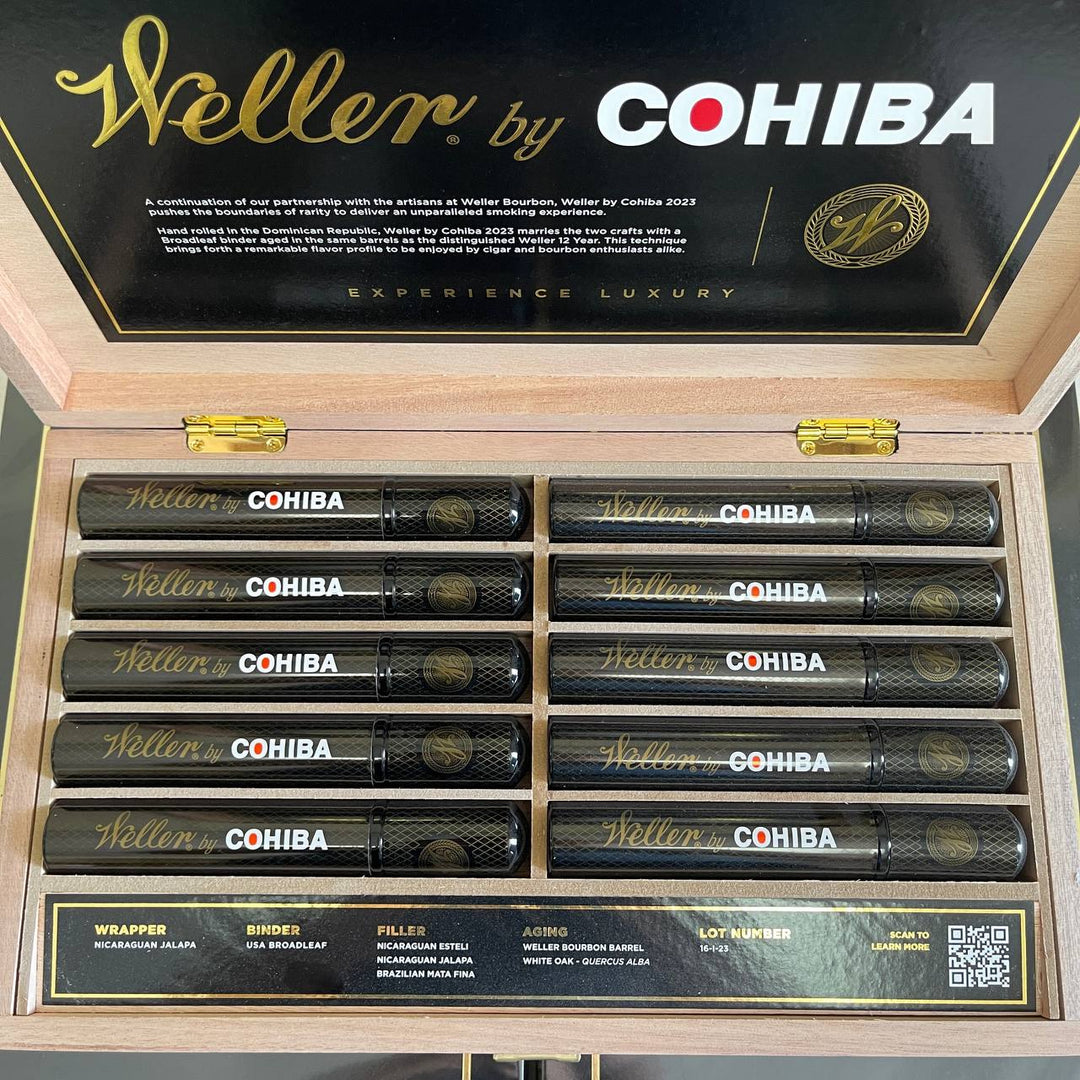 Weller® by COHIBA
A continuation of our partnership with the artisans at Weller Bourbon, Weller by Cohiba 2023
pushes the boundaries of rarity to deliver an unparalleled smoking experience.
Hand rolled in the Dominican Republic, Weller by Cohiba 2023 marries the two crafts with a
Broadleaf binder aged in the same barrels as the distinguished Weller 12 Year. This technique
brings forth a remarkable flavor profile to be enjoyed by cigar and bourbon enthusiasts alike.
W
EXPERIENCE LUXURY
Weller® by COHIBA W
Weller® by COHIBA W
Weller® by COHIBA W
Weller® by COHIBA W
Weller® by COHIBA W
Weller® by COHIBA W
Weller® by COHIBA W
Weller® by COHIBA W
Weller® by COHIBA W
Weller® by COHIBA W
WRAPPER
NICARAGUAN JALAPA
BINDER
USA BROADLEAF
FILLER
NICARAGUAN ESTELI
NICARAGUAN JALAPA
BRAZILIAN MATA FINA
AGING
WELLER BOURBON BARREL
WHITE OAK - QUERCUS ALBA
LOT NUMBER
16-I-23
SCAN TO
LEARN MORE